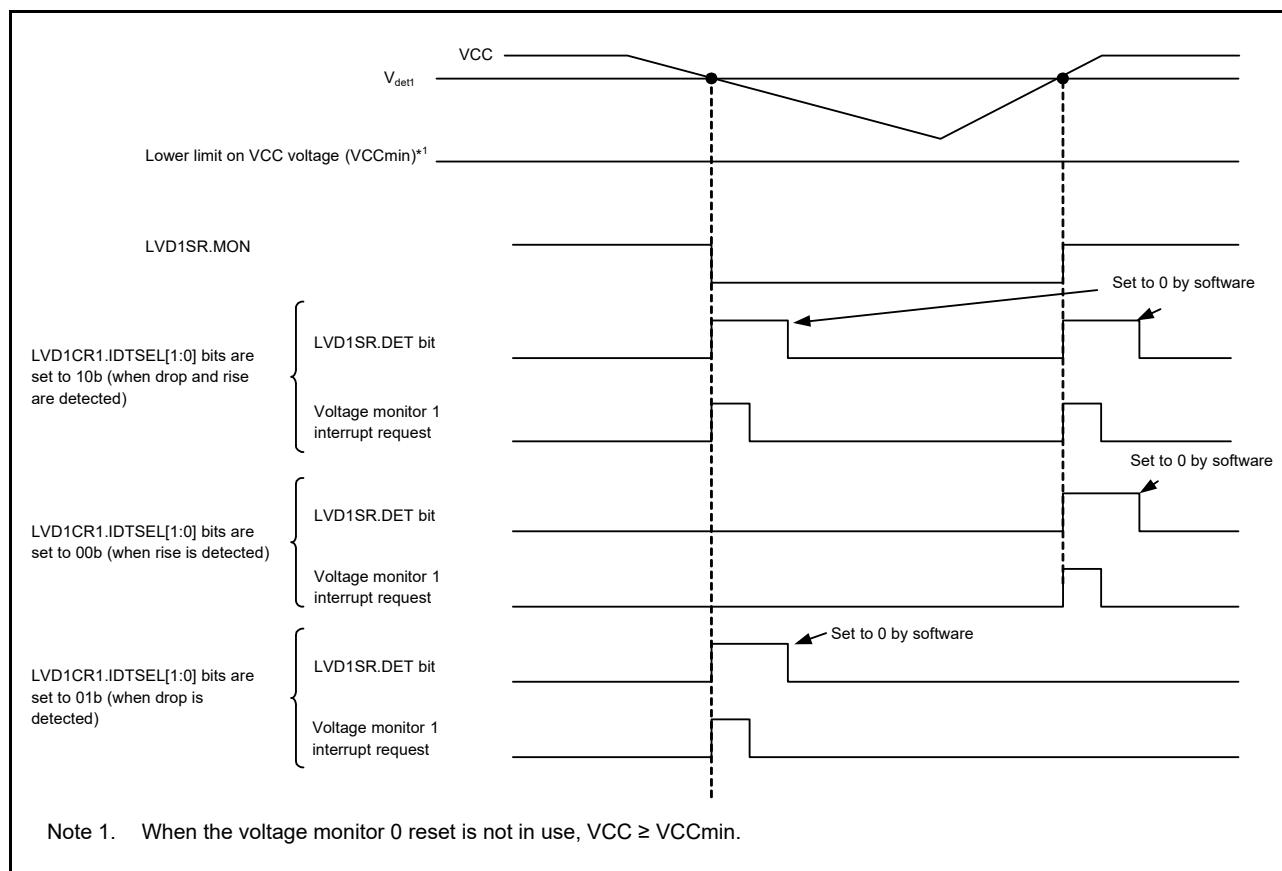 VCC
Vdet1
Lower limit on VCC voltage (VCCmin)*1
LVD1SR.MON
Set to 0 by software
LVD1CR1.IDTSEL[1:0] bits are
set to 10b (when drop and rise
are detected)
LVD1SR.DET bit
Voltage monitor 1
interrupt request
Set to 0 by software
LVD1CR1.IDTSEL[1:0] bits are
set to 00b (when rise is detected)
LVD1SR.DET bit
Voltage monitor 1
interrupt request
Set to 0 by software
LVD1CR1.IDTSEL[1:0] bits are
set to 01b (when drop is
detected)
LVD1SR.DET bit
Voltage monitor 1
interrupt request
Note 1. When the voltage monitor 0 reset is not in use, VCC ≥ VCCmin.